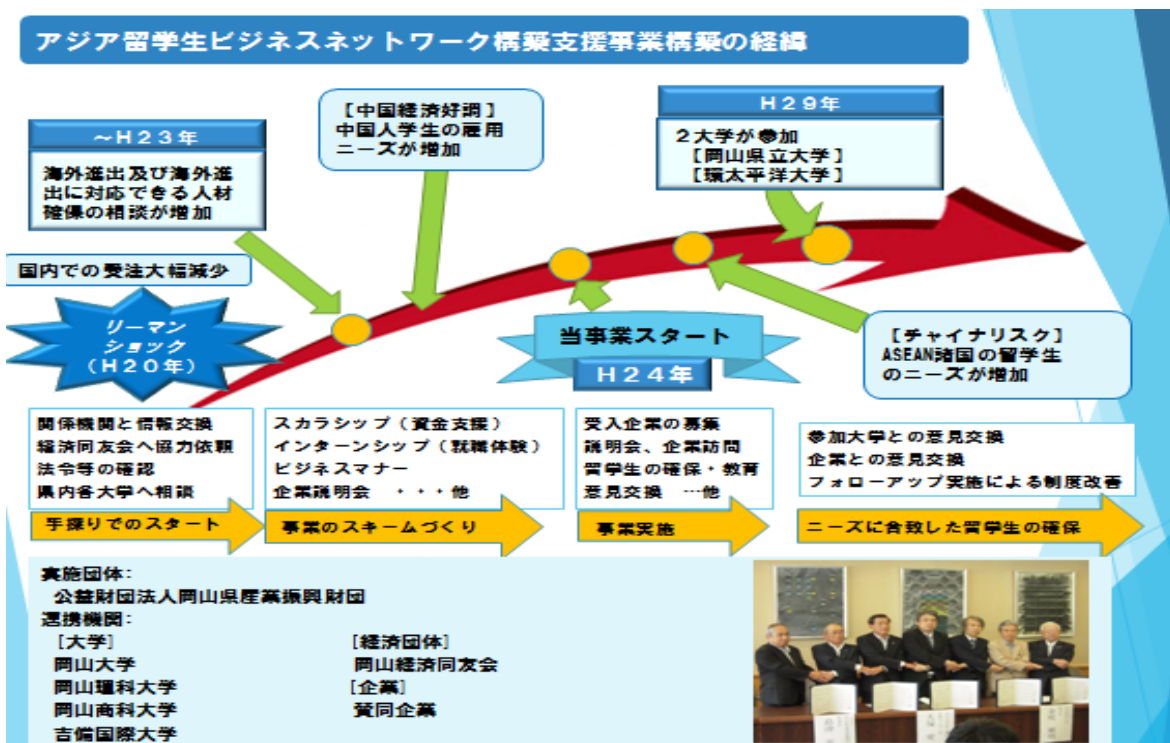 アジア留学生ビジネスネットワーク構築支援事業構築の経緯
～H23年
海外進出及び海外進
出に対応できる人材
確保の相談が増加
【中国経済好調】
中国人学生の雇用
ニーズが増加
H29年
2大学が参加
【岡山県立大学】
【環太平洋大学】
国内での受注大幅減少
リーマン
ショック
（H20年）
当事業スタート
H24年
【チャイナリスク】
ASEAN諸国の留学生
のニーズが増加
関係機関と情報交換
経済同友会へ協力依頼
法令等の確認
県内各大学へ相談
手探りでのスタート
スカラシップ（資金支援）
インターンシップ（就職体験）
ビジネスマナー
企業説明会　・・・他
事業のスキームづくり
受入企業の募集
説明会、企業訪問
留学生の確保・教育
意見交換　…他
事業実施
参加大学との意見交換
企業との意見交換
フォローアップ実施による制度改善
ニーズに合致した留学生の確保
実施団体：
公益財団法人岡山県産業振興財団
連携機関：
[大学]
岡山大学
岡山理科大学
岡山商科大学
吉備国際大学
[経済団体]
岡山経済同友会
[企業]
賛同企業